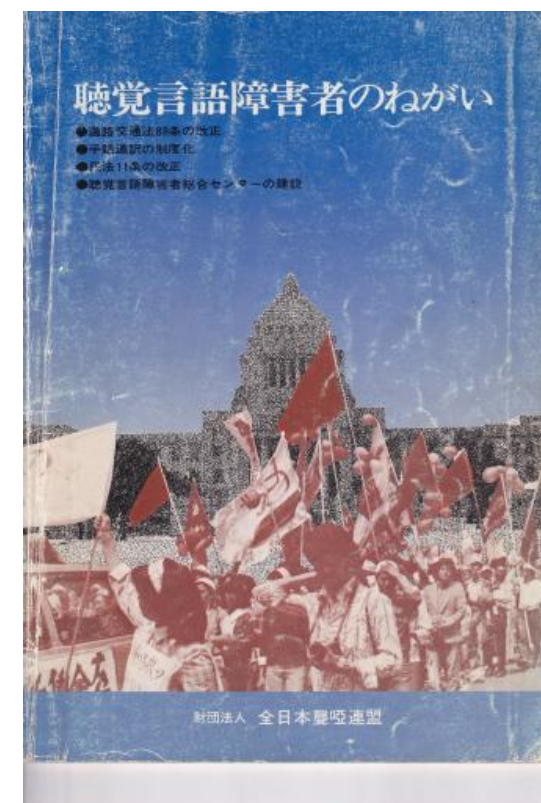 聴覚言語障害者のねがい
●道路交通法88条の改正
●手話通訳の制度化
●民法11条の改正
●聴覚言語障害者総合センターの建設
財団法人 全日本聾啞連盟